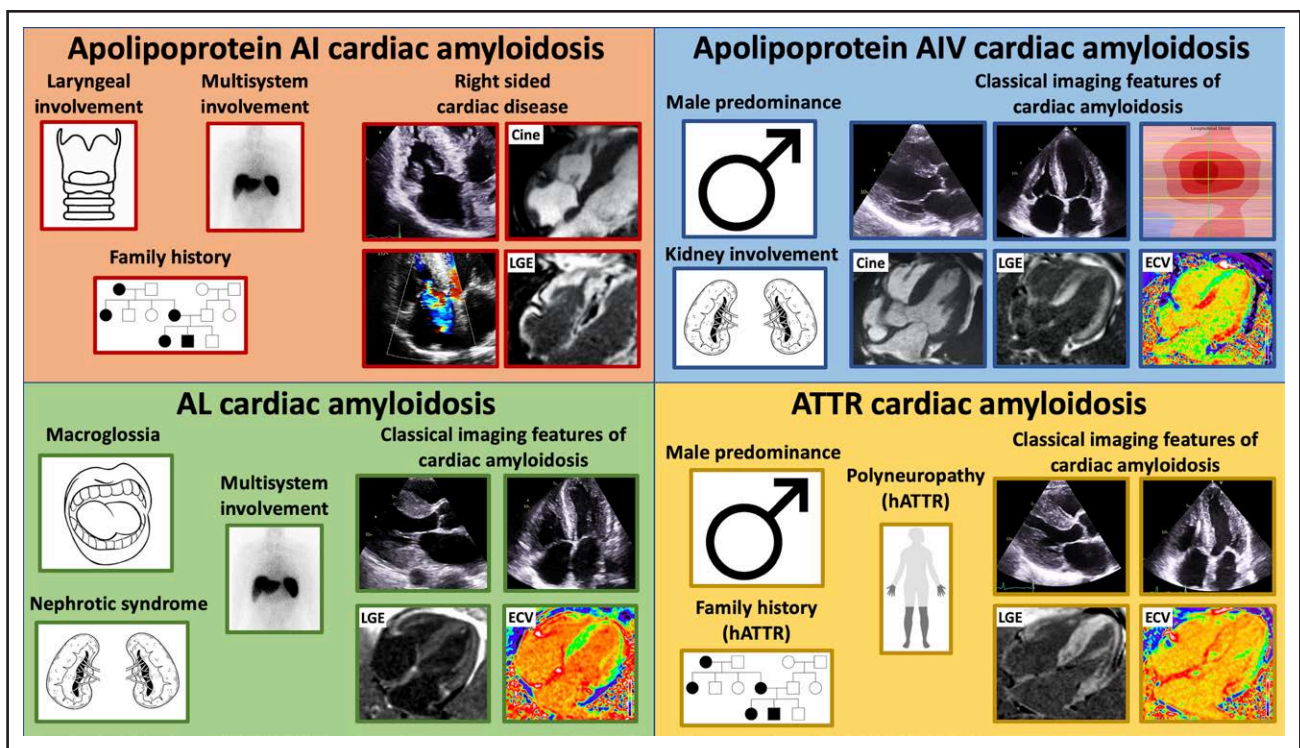 Apolipoprotein AI cardiac amyloidosis
Laryngeal
involvement
Multisystem
involvement
Right sided
cardiac disease
Cine
Family history
LGE
Apolipoprotein AIV cardiac amyloidosis
Male predominance
Classical imaging features of
cardiac amyloidosis
Longitudinal Strain
Kidney involvement
Cine
LGE
ECV
AL cardiac amyloidosis
Macroglossia
Multisystem
involvement
Classical imaging features of
cardiac amyloidosis
Nephrotic syndrome
LGE
ECV
ATTR cardiac amyloidosis
Male predominance
Polyneuropathy
(hATTR)
Classical imaging features of
cardiac amyloidosis
Family history
(hATTR)
LGE
ECV